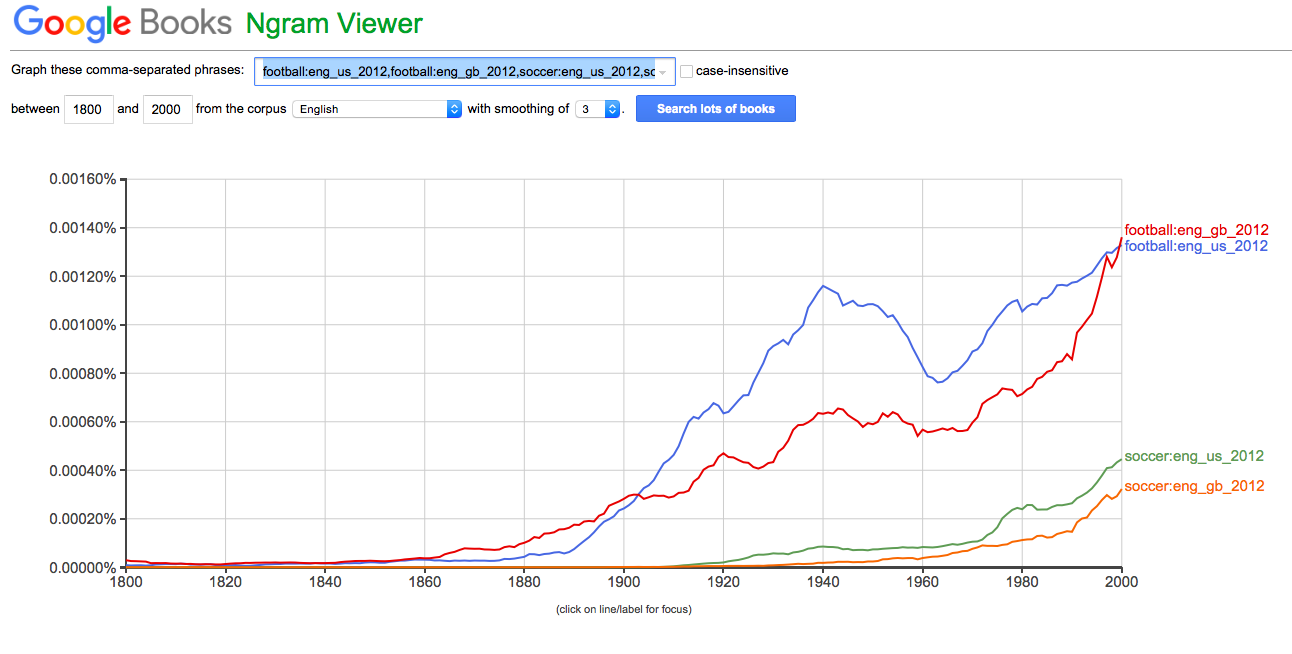 Google Books Ngram Viewer
Graph these comma-separated phrases: football:eng_us_2012,football:eng_gb_2012,soccer:eng_us_2012,sc case-insensitive
between 1800 and 2000 from the corpus English with smoothing of 3 . Search lots of books
0.00160%
0.00140%
football:eng_gb_2012
football:eng_us_2012
0.00120%
0.00100%
0.00080%
0.00060%
soccer:eng_us_2012
0.00040%
soccer:eng_gb_2012
0.00020%
0.00000%
1800 1820 1840 1860 1880 1900 1920 1940 1960 1980 2000
(click on line/label for focus)